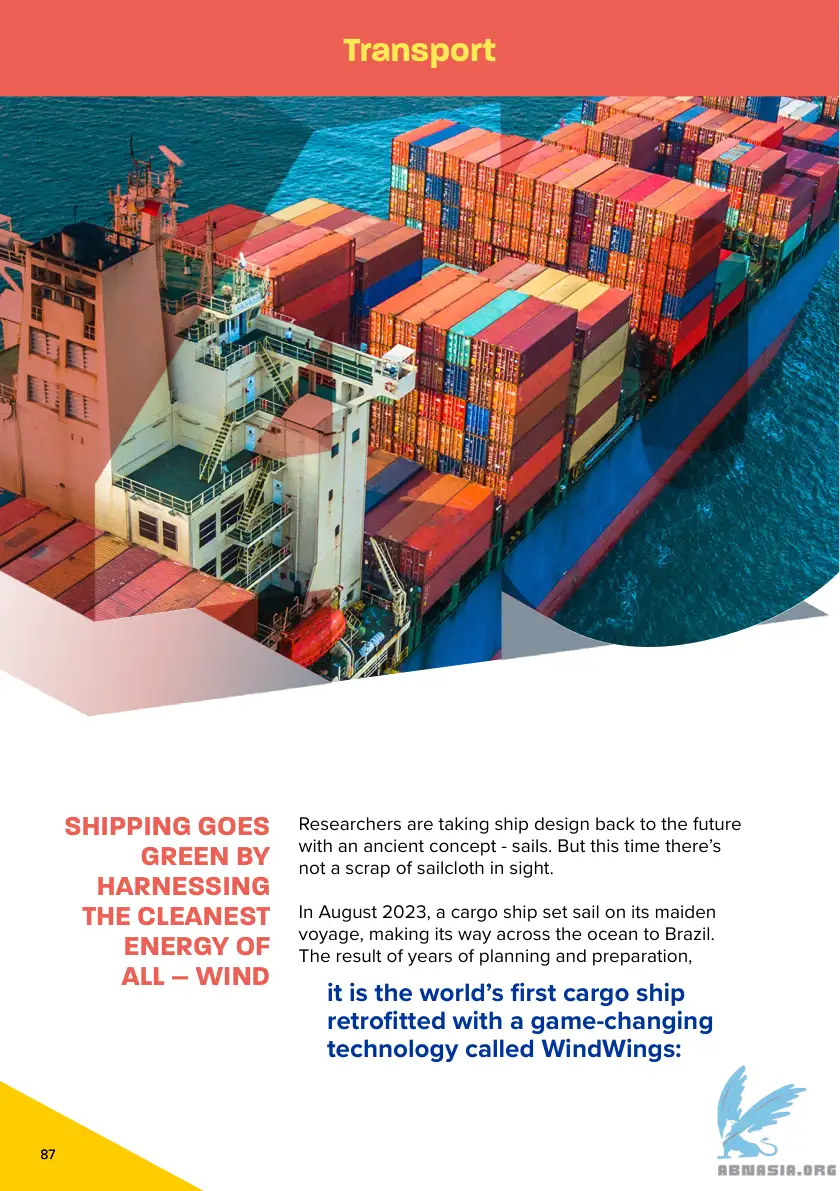 Transport
SHIPPING GOES
GREEN BY
HARNESSING
THE CLEANEST
ENERGY OF
ALL – WIND
Researchers are taking ship design back to the future
with an ancient concept - sails. But this time there’s
not a scrap of sailcloth in sight.
In August 2023, a cargo ship set sail on its maiden
voyage, making its way across the ocean to Brazil.
The result of years of planning and preparation,
it is the world’s first cargo ship
retrofitted with a game-changing
technology called WindWings:
87
ABNASIA.ORG